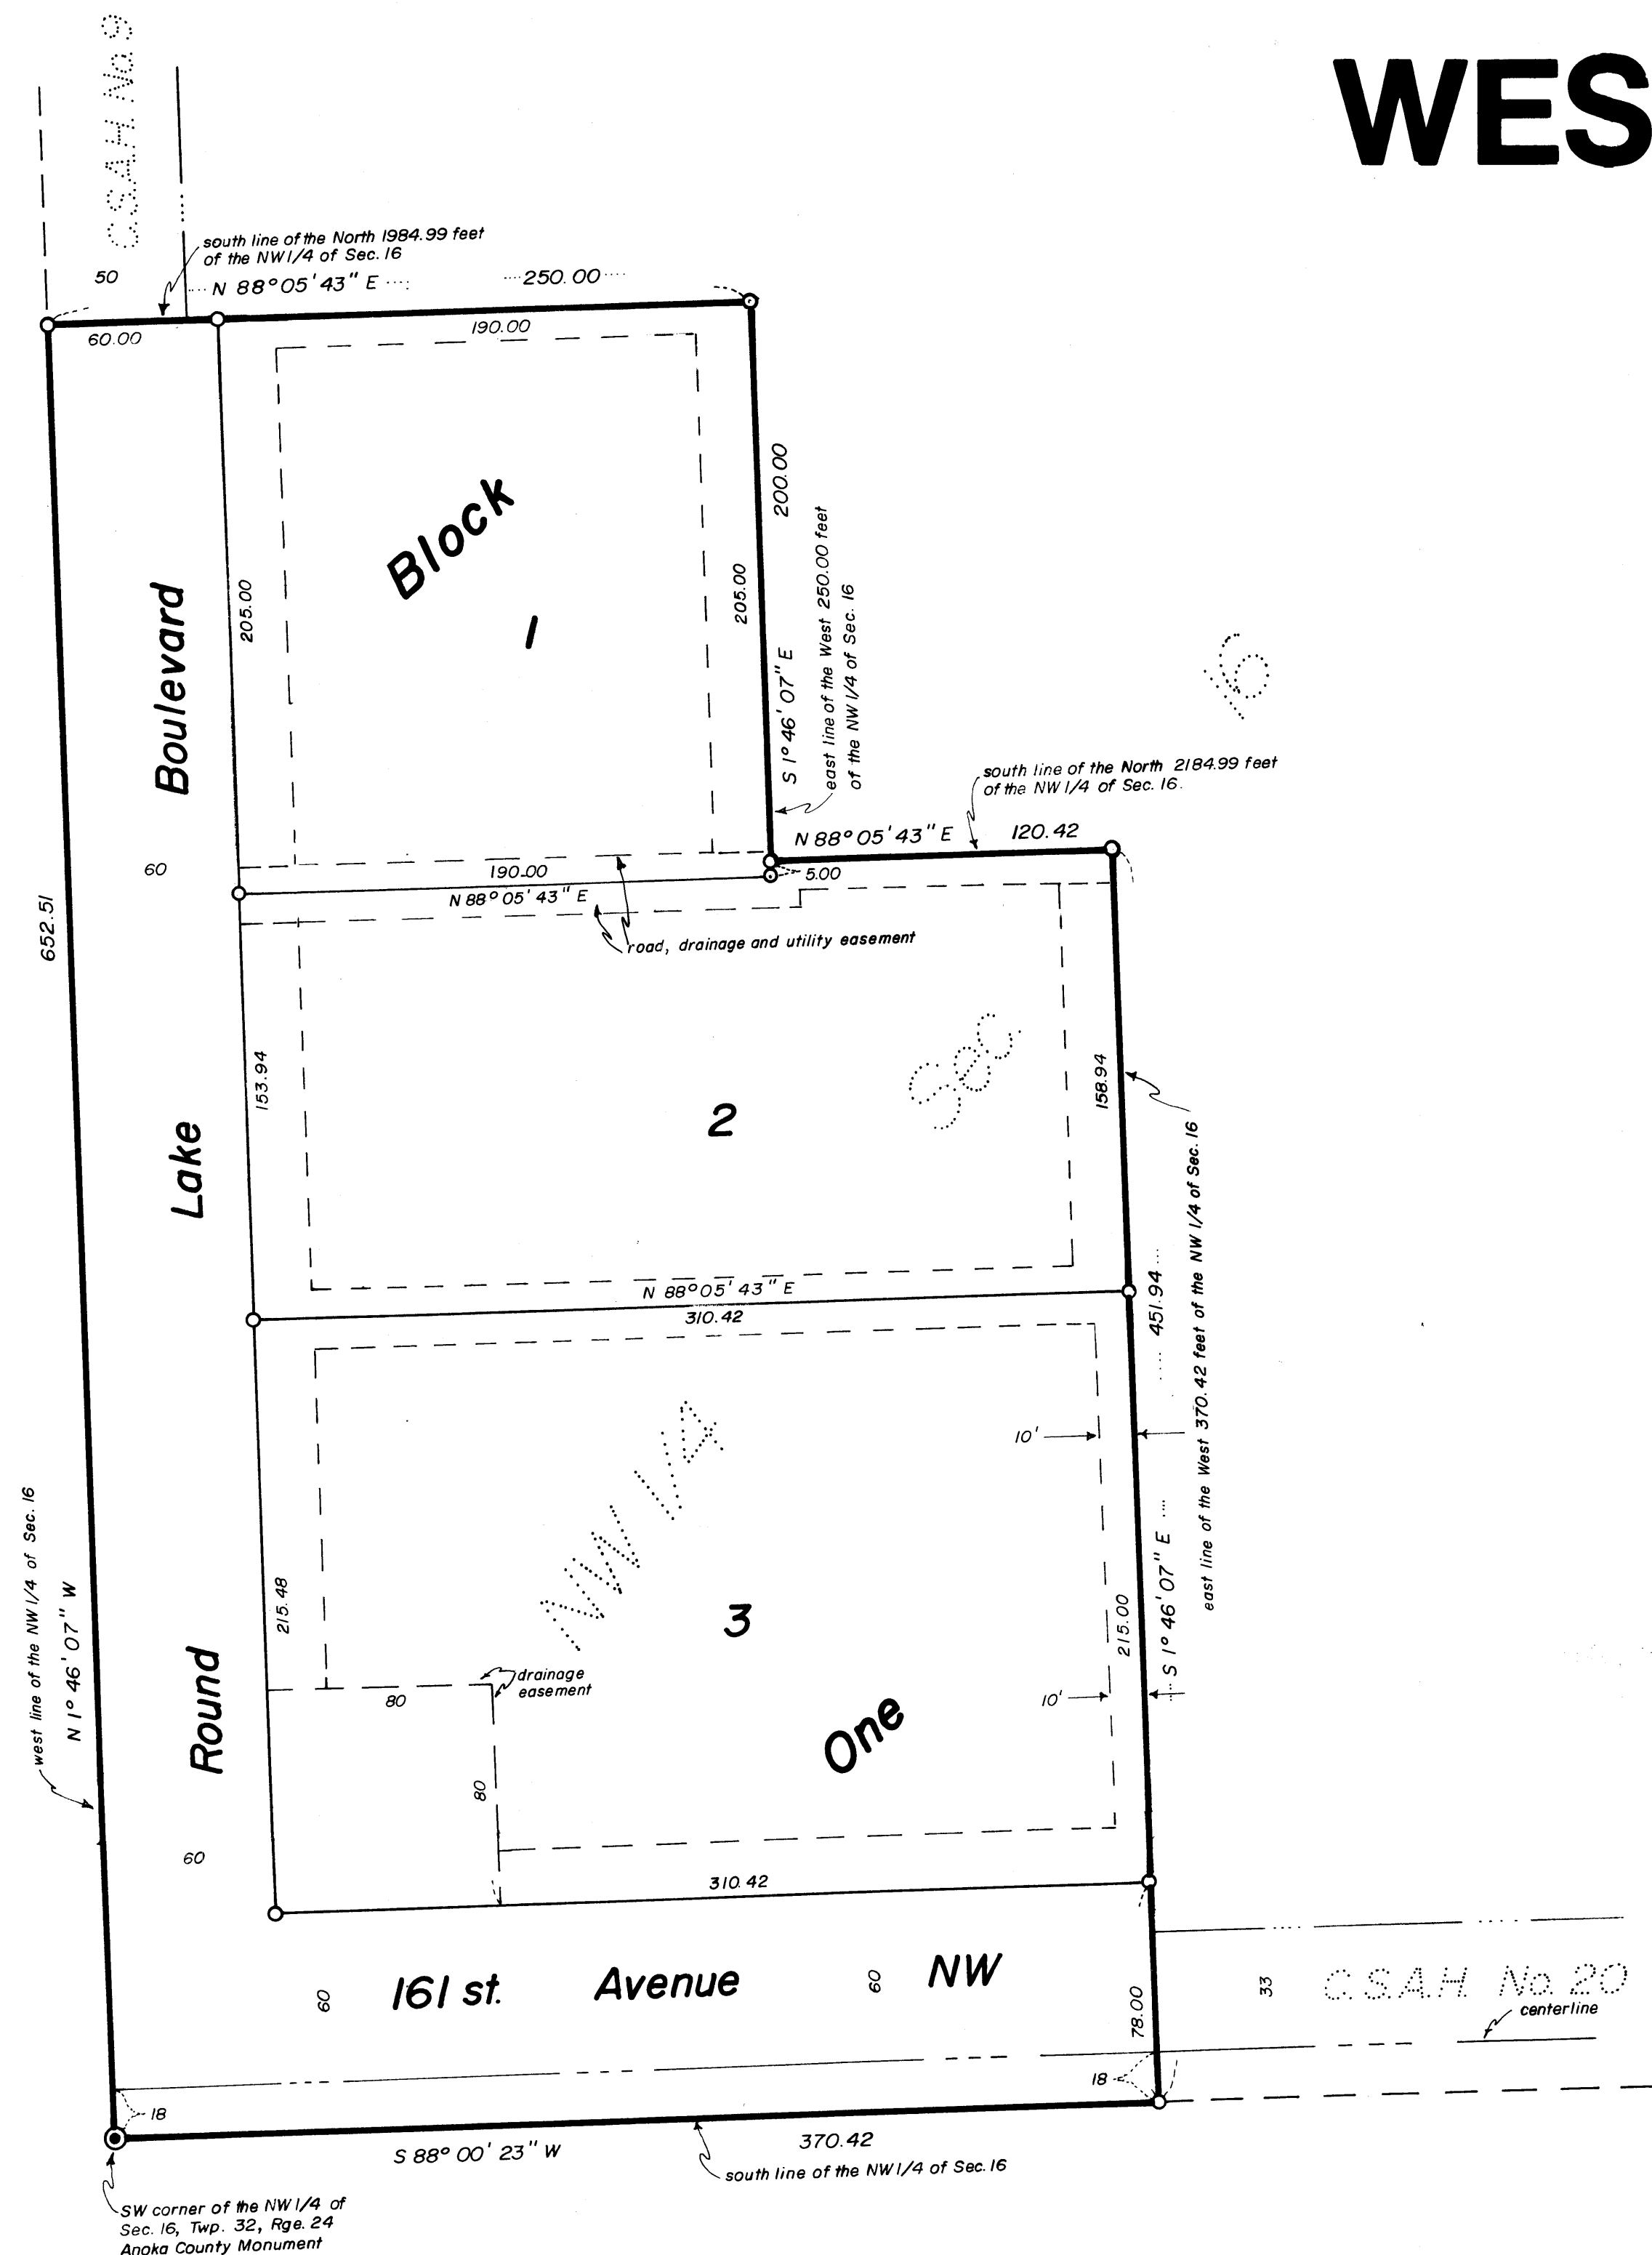 WES
C.S.A.H. No. 9
south line of the North 1984.99 feet
of the NW 1/4 of Sec. 16
50
N 88° 05' 43" E
250.00
60.00
190.00
Block
1
205.00
205.00
200.00
S 1° 46' 07" E
east line of the West 250.00 feet
of the NW 1/4 of Sec. 16
16
south line of the North 2184.99 feet
of the NW 1/4 of Sec. 16.
N 88° 05' 43" E 120.42
60
190.00
5.00
N 88° 05' 43" E
road, drainage and utility easement
652.51
Boulevard
Lake
Round
153.94
2
Sec
158.94
N 88° 05' 43" E
310.42
451.94
S 1° 46' 07" E
east line of the West 370.42 feet of the NW 1/4 of Sec. 16
10'
NW 1/4
215.48
3
215.00
drainage
easement
80
80
One
10'
west line of the NW 1/4 of Sec. 16
N 1° 46' 07" W
60
310.42
161 st. Avenue NW
60
60
78.00
33
C.S.A.H. No. 20
centerline
18
18
S 88° 00' 23" W
370.42
south line of the NW 1/4 of Sec. 16
SW corner of the NW 1/4 of
Sec. 16, Twp. 32, Rge. 24
Anoka County Monument